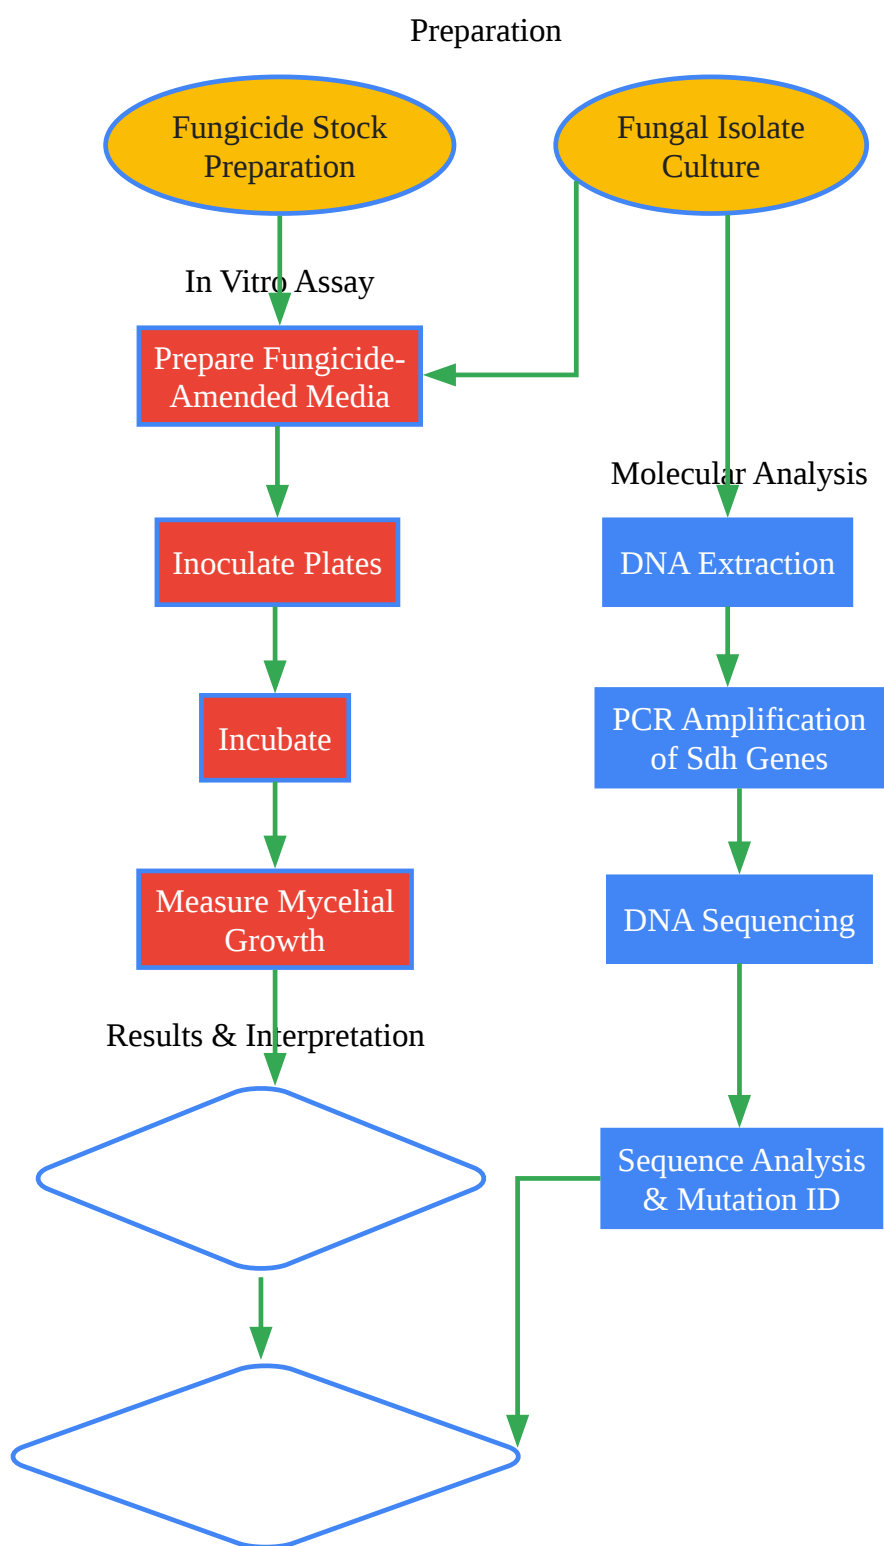 Preparation
Fungicide Stock
Preparation
Fungal Isolate
Culture
In Vitro Assay
Prepare Fungicide-
Amended Media
Molecular Analysis
Inoculate Plates
DNA Extraction
Incubate
PCR Amplification
of Sdh Genes
Measure Mycelial
Growth
DNA Sequencing
Results & Interpretation
Sequence Analysis
& Mutation ID